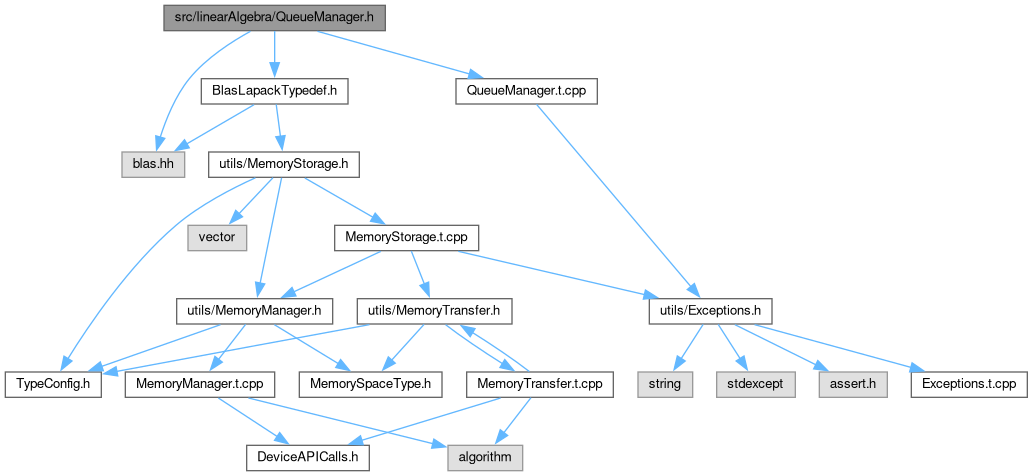 src/linearAlgebra/QueueManager.h
BlasLapackTypedef.h
QueueManager.t.cpp
blas.hh
utils/MemoryStorage.h
vector
MemoryStorage.t.cpp
utils/MemoryManager.h
utils/MemoryTransfer.h
utils/Exceptions.h
TypeConfig.h
MemoryManager.t.cpp
MemorySpaceType.h
MemoryTransfer.t.cpp
string
stdexcept
assert.h
Exceptions.t.cpp
DeviceAPICalls.h
algorithm